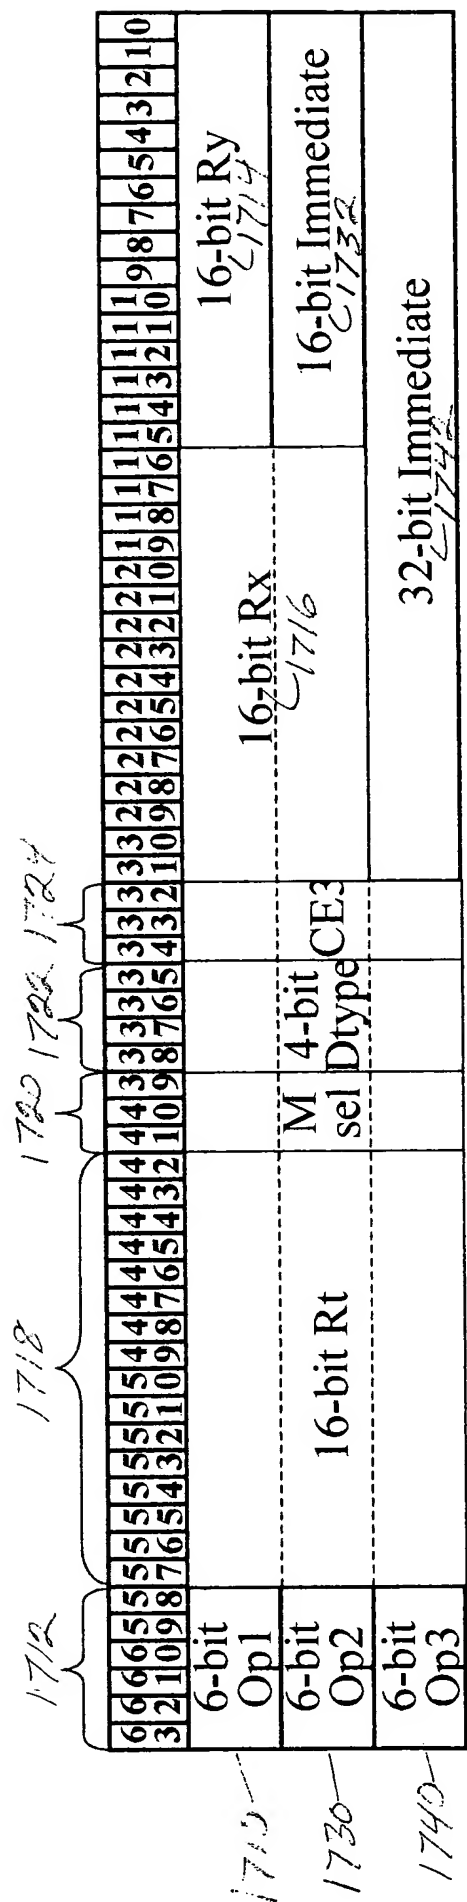 1712 1718 1720 1722 1724
6 6 6 6 5 5 5 5 5 5 5 5 5 5 4 4 4 4 4 4 4 4 4 4 3 3 3 3 3 3 3 3 3 3 2 2 2 2 2 2 2 2 2 2 1 1 1 1 1 1 1 1 1 1 9 8 7 6 5 4 3 2 1 0
3 2 1 0 9 8 7 6 5 4 3 2 1 0 9 8 7 6 5 4 3 2 1 0 9 8 7 6 5 4 3 2 1 0 9 8 7 6 5 4 3 2 1 0 9 8 7 6 5 4 3 2 1 0
1710
6-bit
Op1
16-bit Rx
1716
16-bit Ry
1714
1730
6-bit
Op2
16-bit Rt
M
sel
4-bit
Dtype
CE3
16-bit Immediate
1732
1740
6-bit
Op3
32-bit Immediate
1742